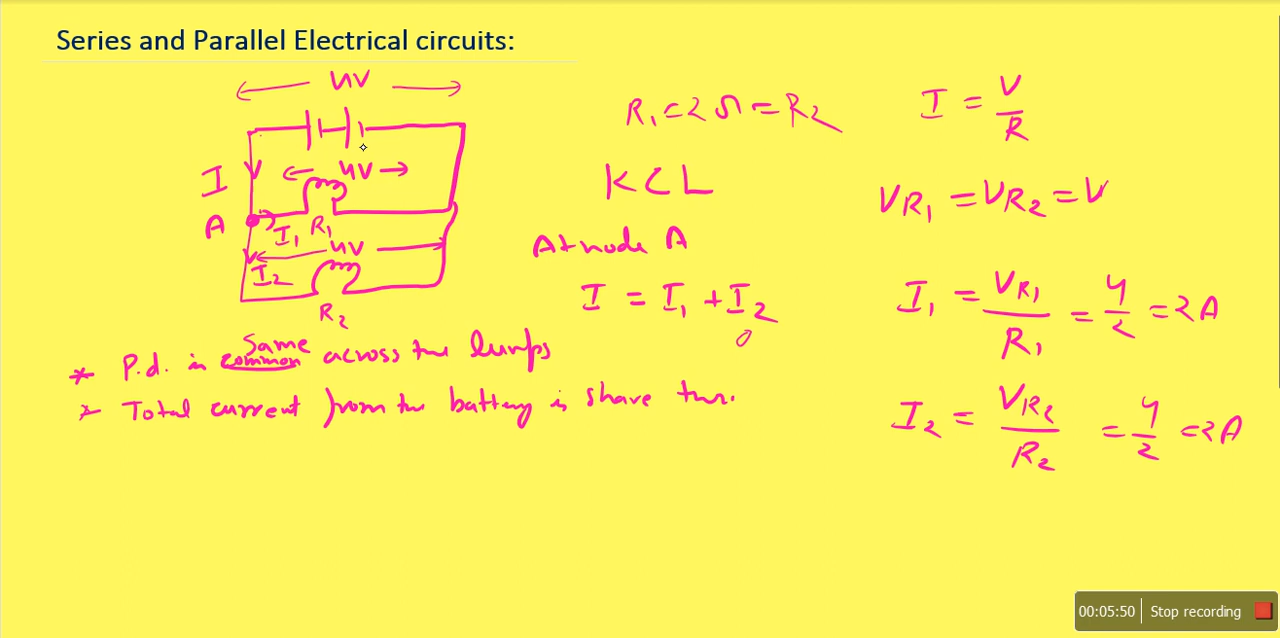 Series and Parallel Electrical circuits:
4V
I
4V
A
I1 R1
4V
I2
R2
R1 = 2 Ω = R2
KCL
At node A
I = I1 + I2
I = V/R
VR1 = VR2 = V
I1 = VR1/R1 = 4/2 = 2A
I2 = VR2/R2 = 4/2 = 2A
* P.d. is common Same across the
* Total current from the battery is share thr.
00:05:50 Stop recording